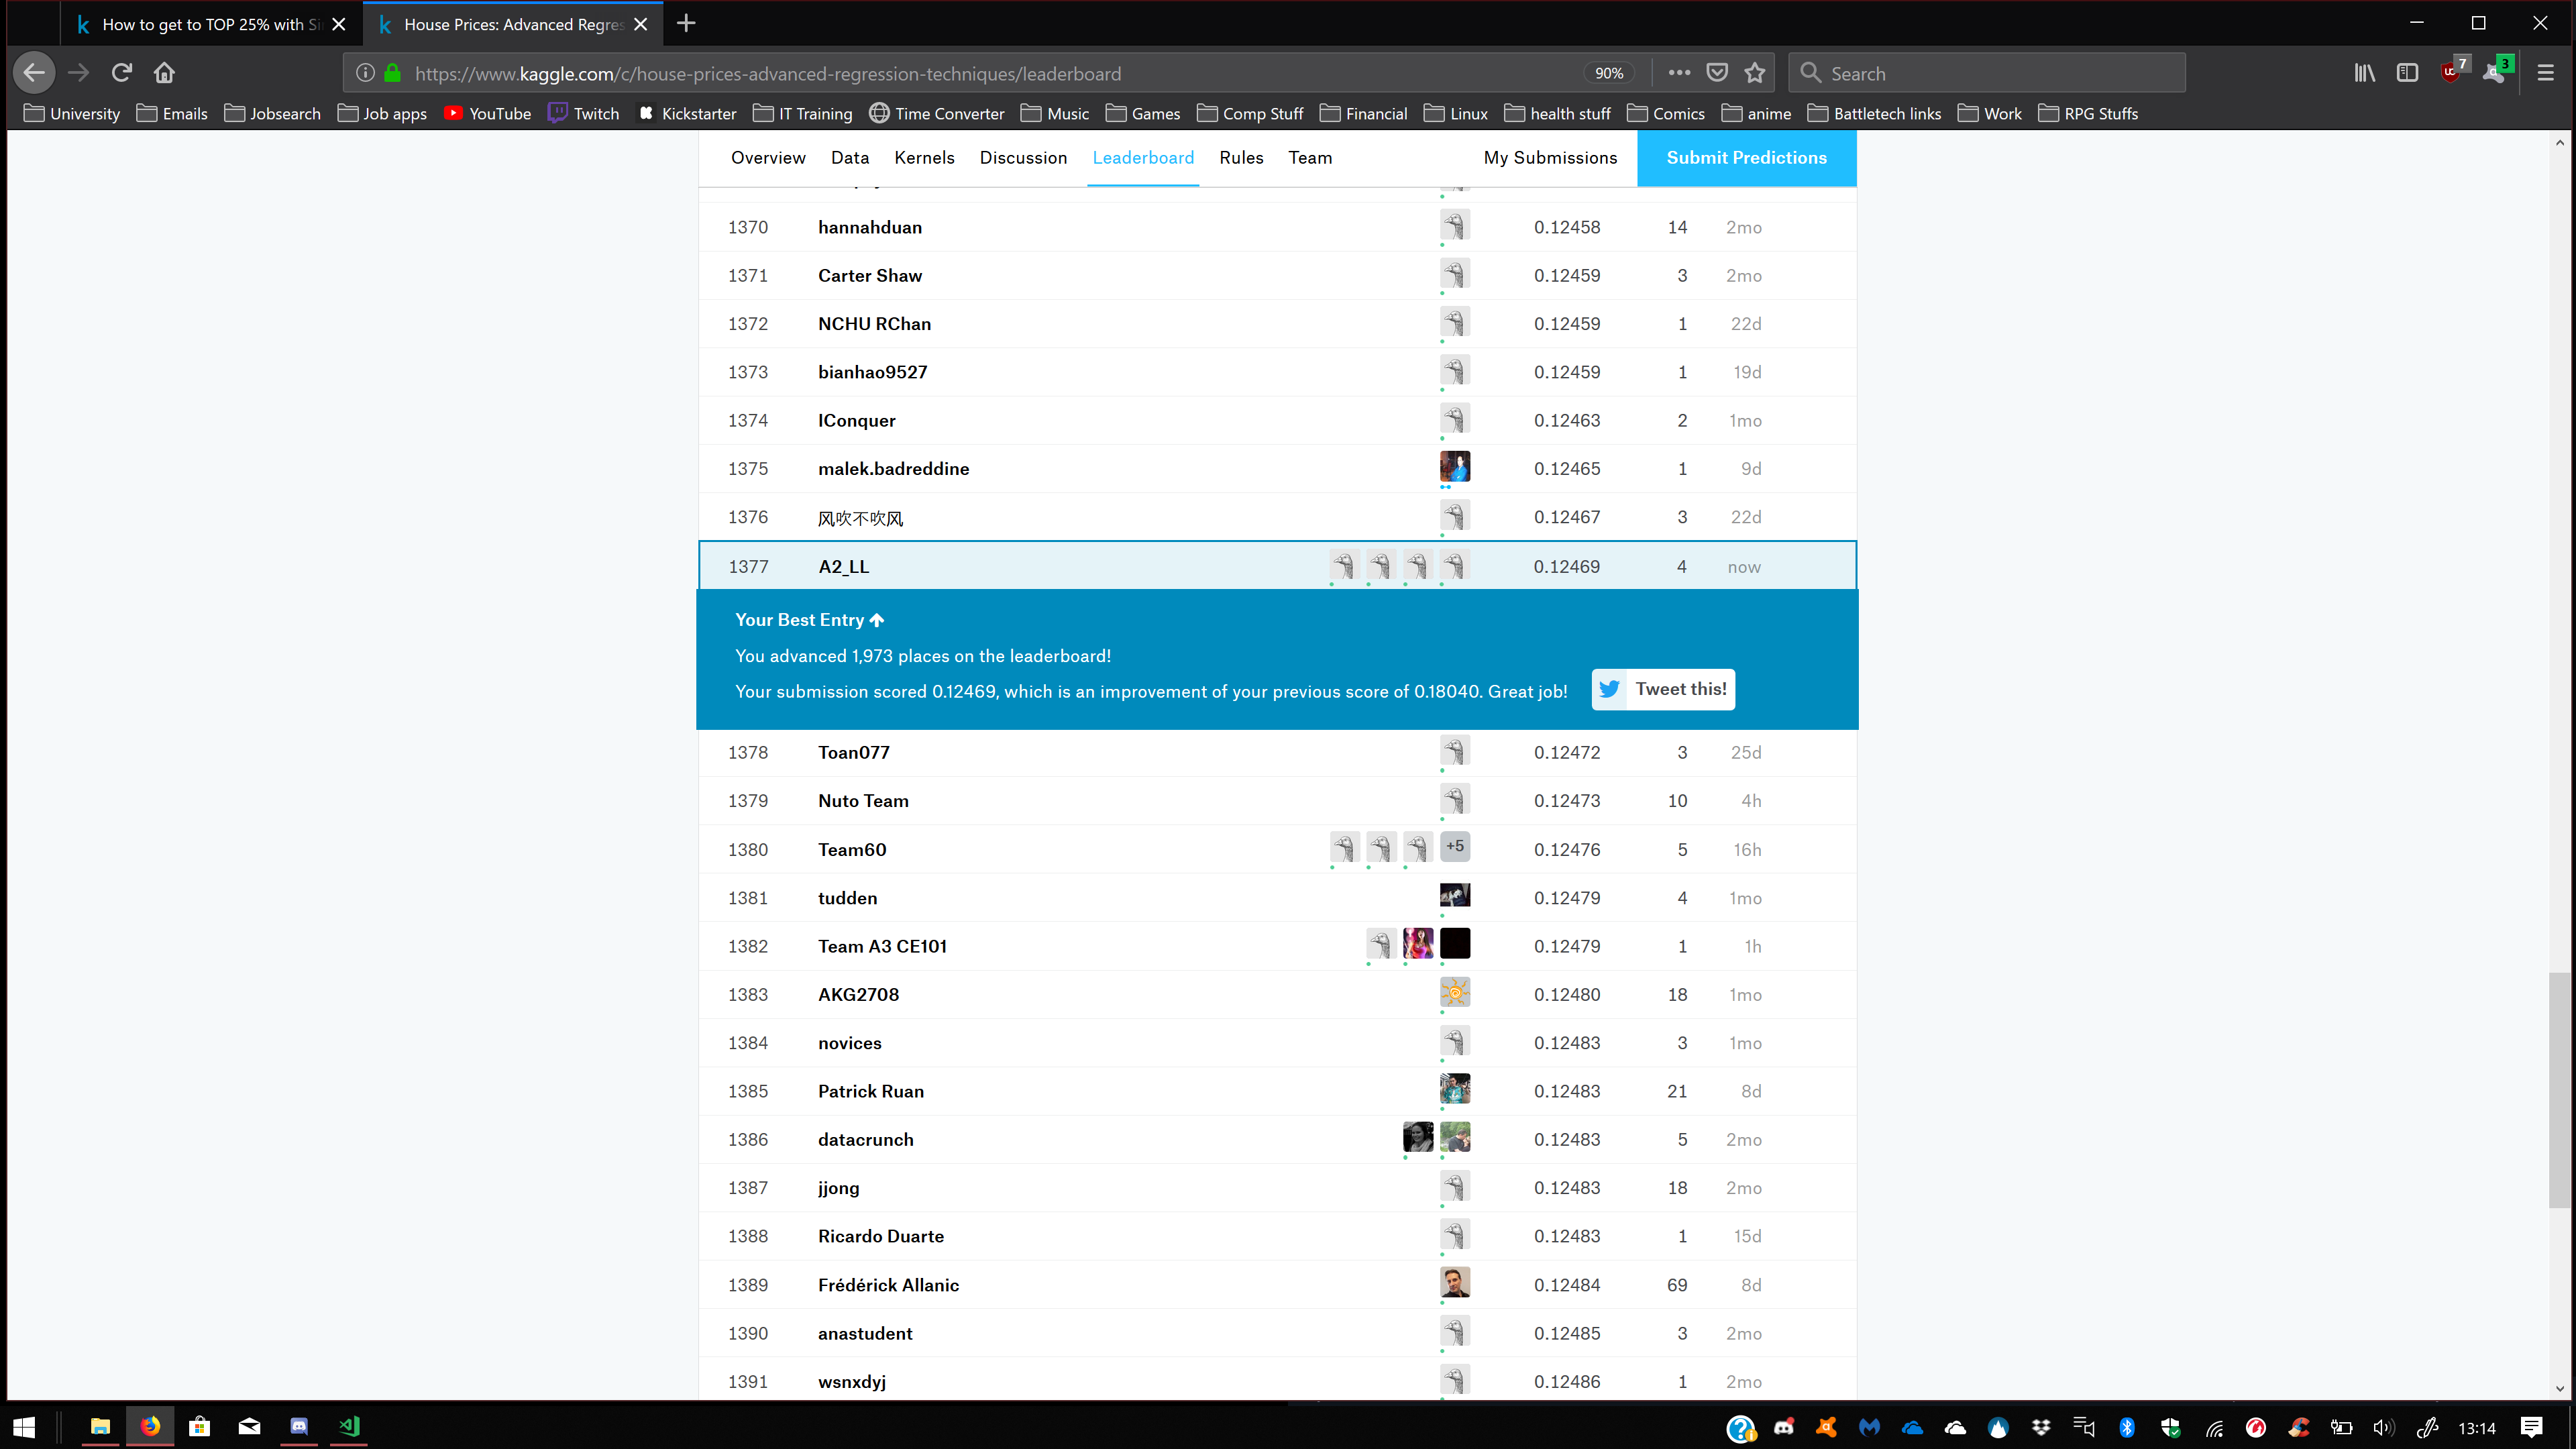 How to get to TOP 25% with Si
House Prices: Advanced Regres
https://www.kaggle.com/c/house-prices-advanced-regression-techniques/leaderboard
90%
Search
7
3
University Emails Jobsearch Job apps YouTube Twitch Kickstarter IT Training Time Converter Music Games Comp Stuff Financial Linux health stuff Comics anime Battletech links Work RPG Stuffs
Overview Data Kernels Discussion Leaderboard Rules Team My Submissions Submit Predictions
1370 hannahduan 0.12458 14 2mo
1371 Carter Shaw 0.12459 3 2mo
1372 NCHU RChan 0.12459 1 22d
1373 bianhao9527 0.12459 1 19d
1374 IConquer 0.12463 2 1mo
1375 malek.badreddine 0.12465 1 9d
1376 风吹不吹风 0.12467 3 22d
1377 A2_LL 0.12469 4 now
Your Best Entry
You advanced 1,973 places on the leaderboard!
Your submission scored 0.12469, which is an improvement of your previous score of 0.18040. Great job! Tweet this!
1378 Toan077 0.12472 3 25d
1379 Nuto Team 0.12473 10 4h
1380 Team60 +5 0.12476 5 16h
1381 tudden 0.12479 4 1mo
1382 Team A3 CE101 0.12479 1 1h
1383 AKG2708 0.12480 18 1mo
1384 novices 0.12483 3 1mo
1385 Patrick Ruan 0.12483 21 8d
1386 datacrunch 0.12483 5 2mo
1387 jjong 0.12483 18 2mo
1388 Ricardo Duarte 0.12483 1 15d
1389 Frédérick Allanic 0.12484 69 8d
1390 anastudent 0.12485 3 2mo
1391 wsnxdyj 0.12486 1 2mo
13:14